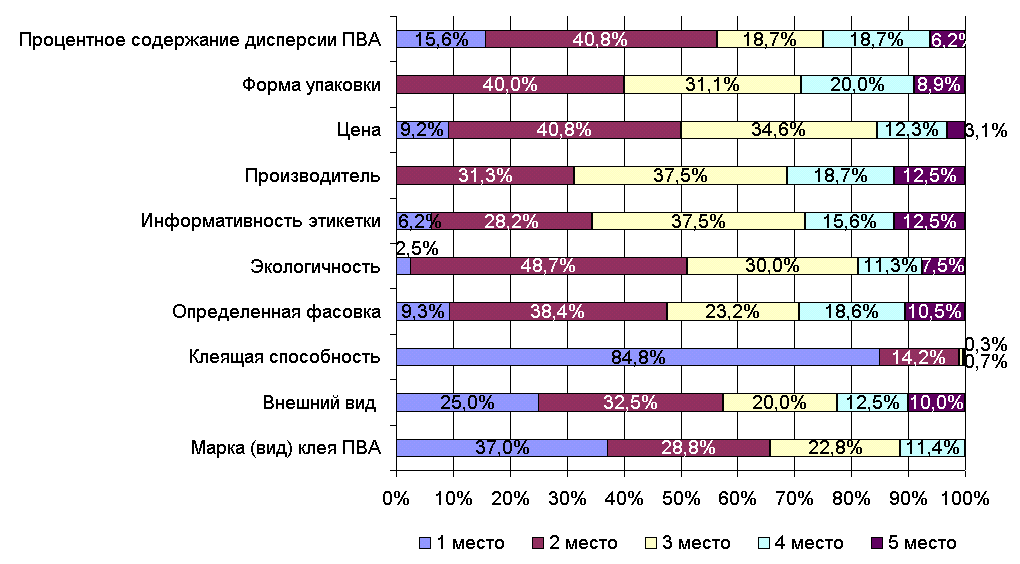 Процентное содержание дисперсии ПВА 15,6% 40,8% 18,7% 18,7% 6,2%
Форма упаковки 40,0% 31,1% 20,0% 8,9%
Цена 9,2% 40,8% 34,6% 12,3% 3,1%
Производитель 31,3% 37,5% 18,7% 12,5%
Информативность этикетки 6,2% 28,2% 37,5% 15,6% 12,5%
Экологичность 2,5% 48,7% 30,0% 11,3% 7,5%
Определенная фасовка 9,3% 38,4% 23,2% 18,6% 10,5%
Клеящая способность 84,8% 14,2% 0,3% 0,7%
Внешний вид 25,0% 32,5% 20,0% 12,5% 10,0%
Марка (вид) клея ПВА 37,0% 28,8% 22,8% 11,4%
0% 10% 20% 30% 40% 50% 60% 70% 80% 90% 100%
1 место 2 место 3 место 4 место 5 место